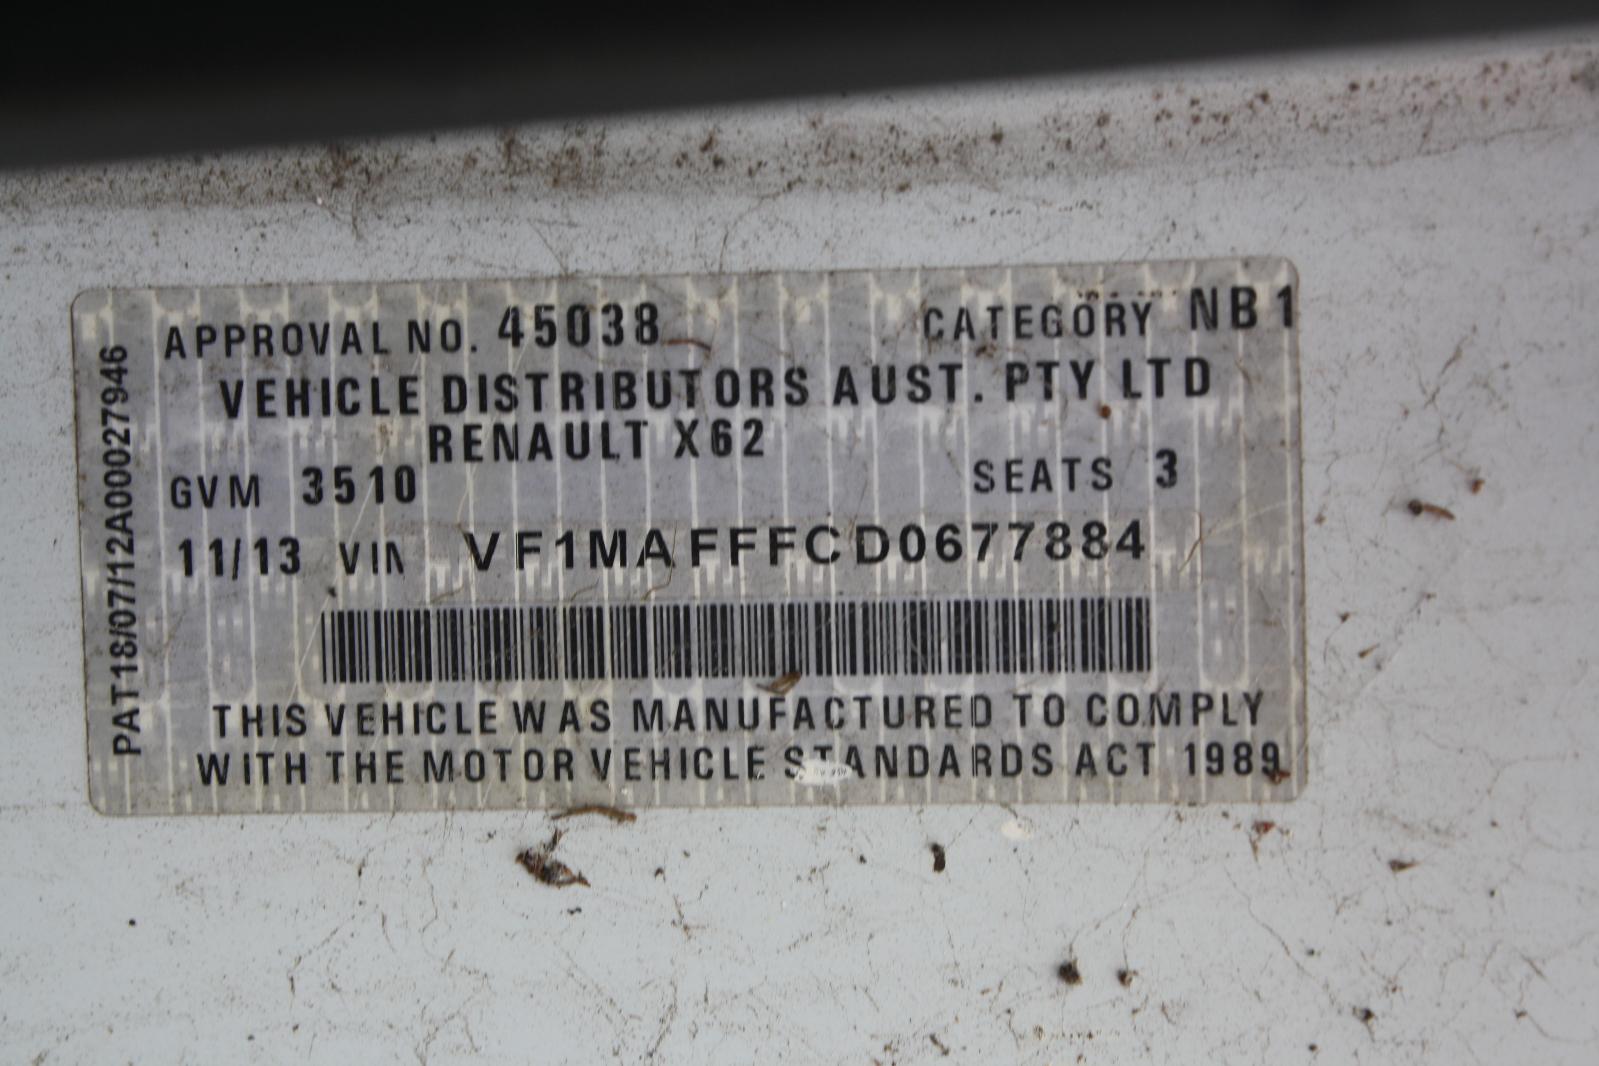 APPROVAL NO. 45038 CATEGORY NB1
VEHICLE DISTRIBUTORS AUST. PTY LTD
RENAULT X62
GVM 3510 SEATS 3
11/13 VIN VF1MAFFFCD0677884
THIS VEHICLE WAS MANUFACTURED TO COMPLY
WITH THE MOTOR VEHICLE STANDARDS ACT 1989
PAT18/07/12A00027946